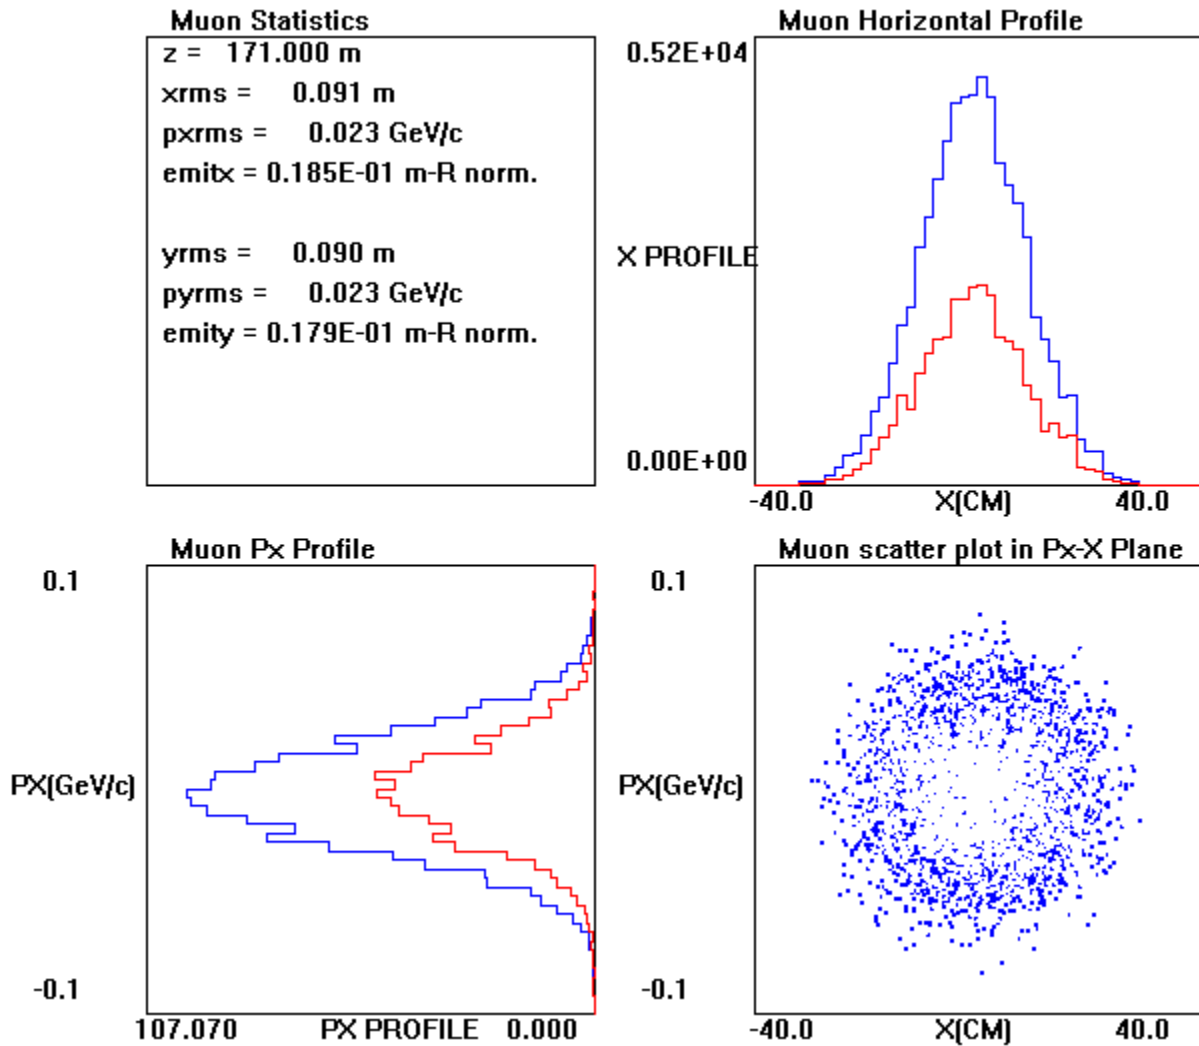 Muon Statistics
z = 171.000 m
xrms = 0.091 m
pxrms = 0.023 GeV/c
emitx = 0.185E-01 m-R norm.
yrms = 0.090 m
pyrms = 0.023 GeV/c
emity = 0.179E-01 m-R norm.
Muon Horizontal Profile
0.52E+04
X PROFILE
0.00E+00
-40.0 X[CM] 40.0
Muon Px Profile
0.1
PX[GeV/c]
-0.1
107.070 PX PROFILE 0.000
Muon scatter plot in Px-X Plane
0.1
PX[GeV/c]
-0.1
-40.0 X[CM] 40.0